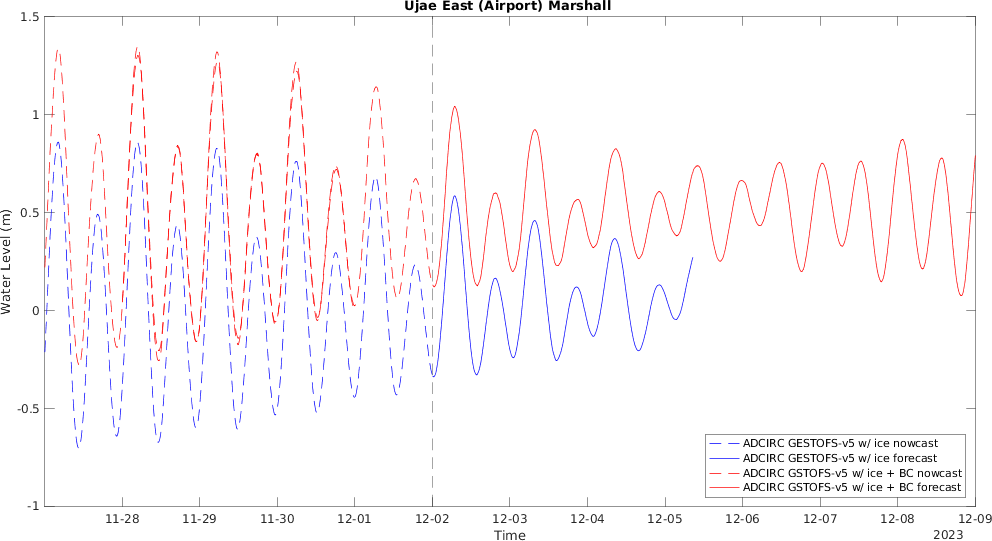 Ujae East (Airport) Marshall
1.5
1
0.5
0
-0.5
-1
Water Level (m)
11-28
11-29
11-30
12-01
12-02
12-03
12-04
12-05
12-06
12-07
12-08
12-09
Time
2023
ADCIRC GESTOFS-v5 w/ ice nowcast
ADCIRC GESTOFS-v5 w/ ice forecast
ADCIRC GSTOFS-v5 w/ ice + BC nowcast
ADCIRC GSTOFS-v5 w/ ice + BC forecast